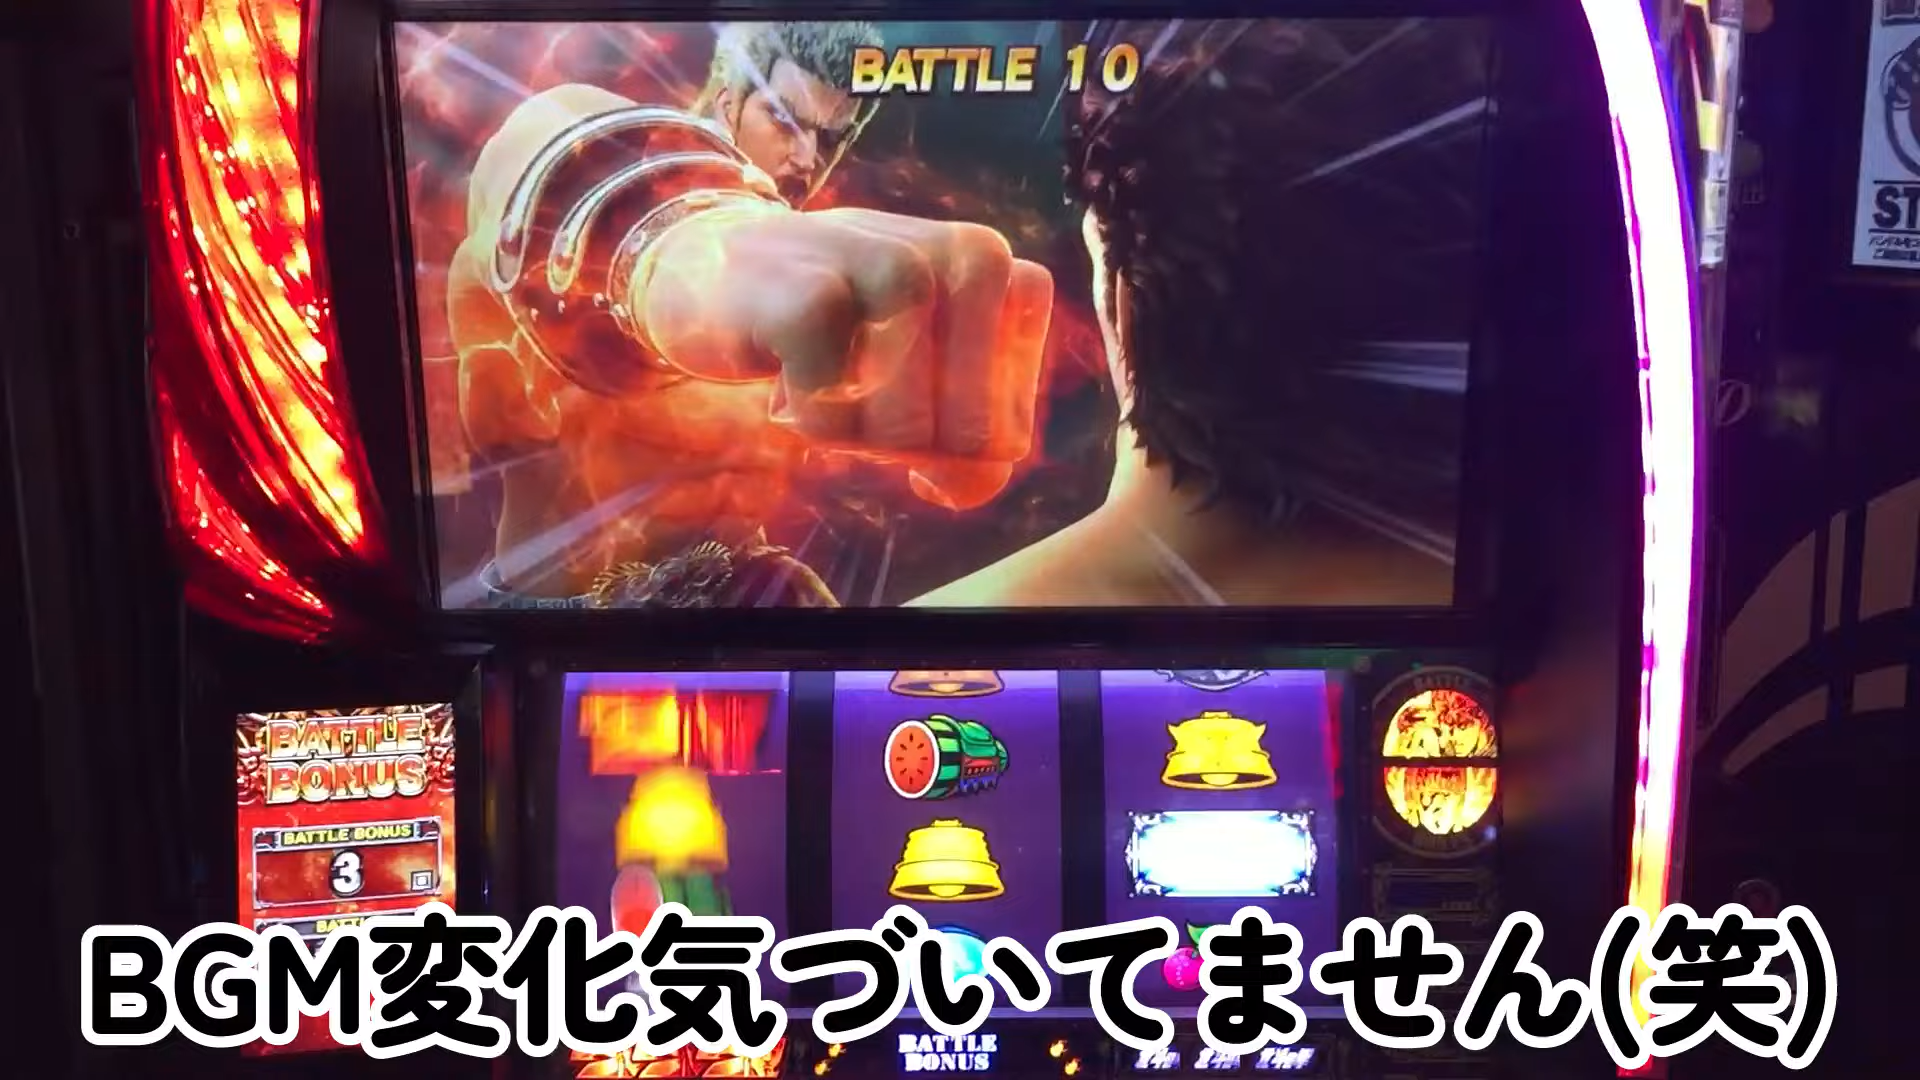 BATTLE 10
ST
BATTLE
BONUS
BATTLE BONUS
3
BGM変化気づいてません(笑)
BATTLE
BONUS